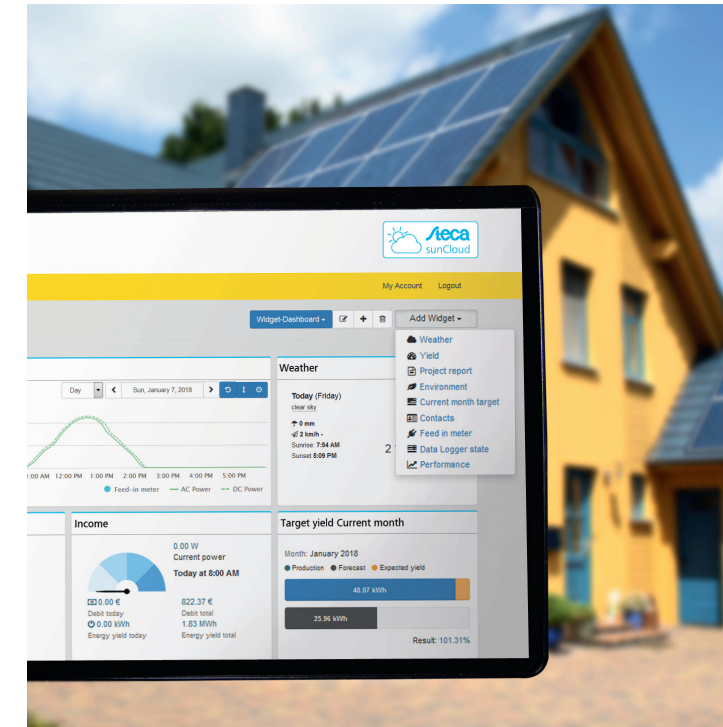 Steca
sunCloud
My Account Logout
Widget-Dashboard
Add Widget
Weather
Yield
Project report
Environment
Current month target
Contacts
Feed in meter
Data Logger state
Performance
Day
Sun, January 7, 2018
12:00 PM 1:00 PM 2:00 PM 3:00 PM 4:00 PM 5:00 PM
Feed-in meter AC Power DC Power
Weather
Today (Friday)
clear sky
0 mm
2 km/h -
Sunrise: 7:54 AM
Sunset 8:09 PM
2
Income
0.00 W
Current power
Today at 8:00 AM
0.00 €
Debit today
0.00 kWh
Energy yield today
822.37 €
Debit total
1.83 MWh
Energy yield total
Target yield Current month
Month: January 2018
Production Forecast Expected yield
48.07 kWh
25.96 kWh
Result: 101.31%